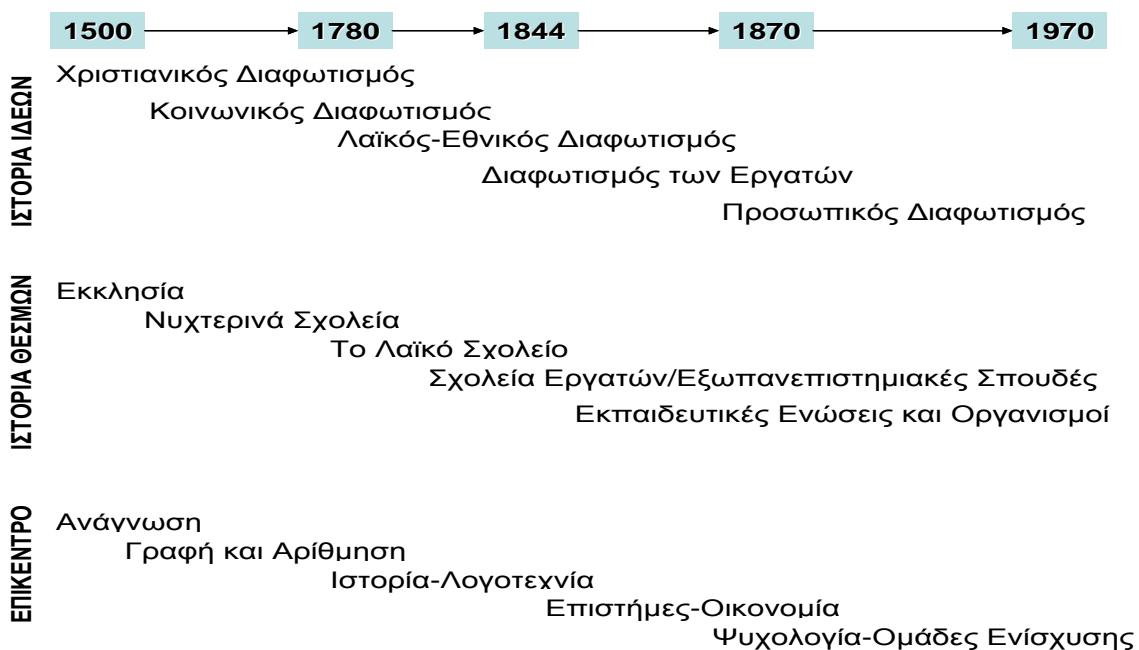 1500 1780 1844 1870 1970
ΙΣΤΟΡΙΑ ΙΔΕΩΝ
Χριστιανικός Διαφωτισμός
Κοινωνικός Διαφωτισμός
Λαϊκός-Εθνικός Διαφωτισμός
Διαφωτισμός των Εργατών
Προσωπικός Διαφωτισμός
ΙΣΤΟΡΙΑ ΘΕΣΜΩΝ
Εκκλησία
Νυχτερινά Σχολεία
Το Λαϊκό Σχολείο
Σχολεία Εργατών/Εξωπανεπιστημιακές Σπουδές
Εκπαιδευτικές Ενώσεις και Οργανισμοί
ΕΠΙΚΕΝΤΡΟ
Ανάγνωση
Γραφή και Αρίθμηση
Ιστορία-Λογοτεχνία
Επιστήμες-Οικονομία
Ψυχολογία-Ομάδες Ενίσχυσης